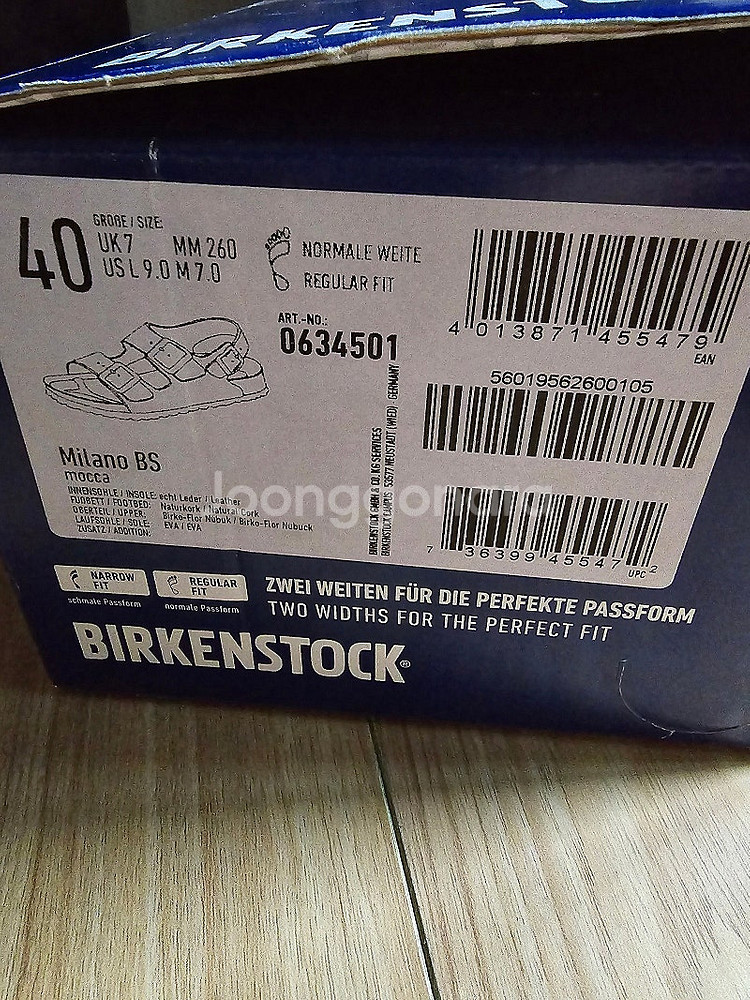 BIRKENSTO
40
GRÖßE / SIZE:
UK 7 MM 260
US L 9.0 M 7.0
NORMALE WEITE
REGULAR FIT
ART.-NO.:
0634501
4 013871 455479
EAN
56019562600105
Milano BS
mocca
INNENSOHLE / INSOLE: echt Leder / Leather
FUßBETT / FOOTBED: Naturkork / Natural Cork
OBERTEIL / UPPER: Birko-Flor Nubuk / Birko-Flor Nubuck
LAUFSOHLE / SOLE: EVA / EVA
ZUSATZ / ADDITION:
BIRKENSTOCK GMBH & CO. KG SERVICES
BIRKENSTOCK CAMPUS 53577 NEUSTADT (WIED) - GERMANY
7 36399 45547 2
UPC
bongaonara
NARROW FIT
schmale Passform
REGULAR FIT
normale Passform
ZWEI WEITEN FÜR DIE PERFEKTE PASSFORM
TWO WIDTHS FOR THE PERFECT FIT
BIRKENSTOCK®